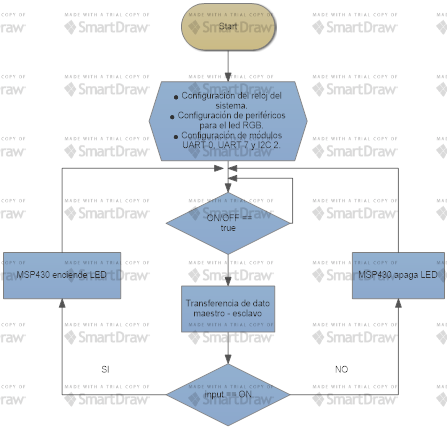 Start
• Configuración del reloj del
sistema.
• Configuración de periféricos
para el led RGB.
• Configuración de módulos
UART 0, UART 7 y I2C 2.
ON/OFF ==
true
MSP430 enciende LED
MSP430 apaga LED
Transferencia de dato
maestro - esclavo
SI
NO
input == ON
MADE WITH A TRIAL COPY OF
SmartDraw